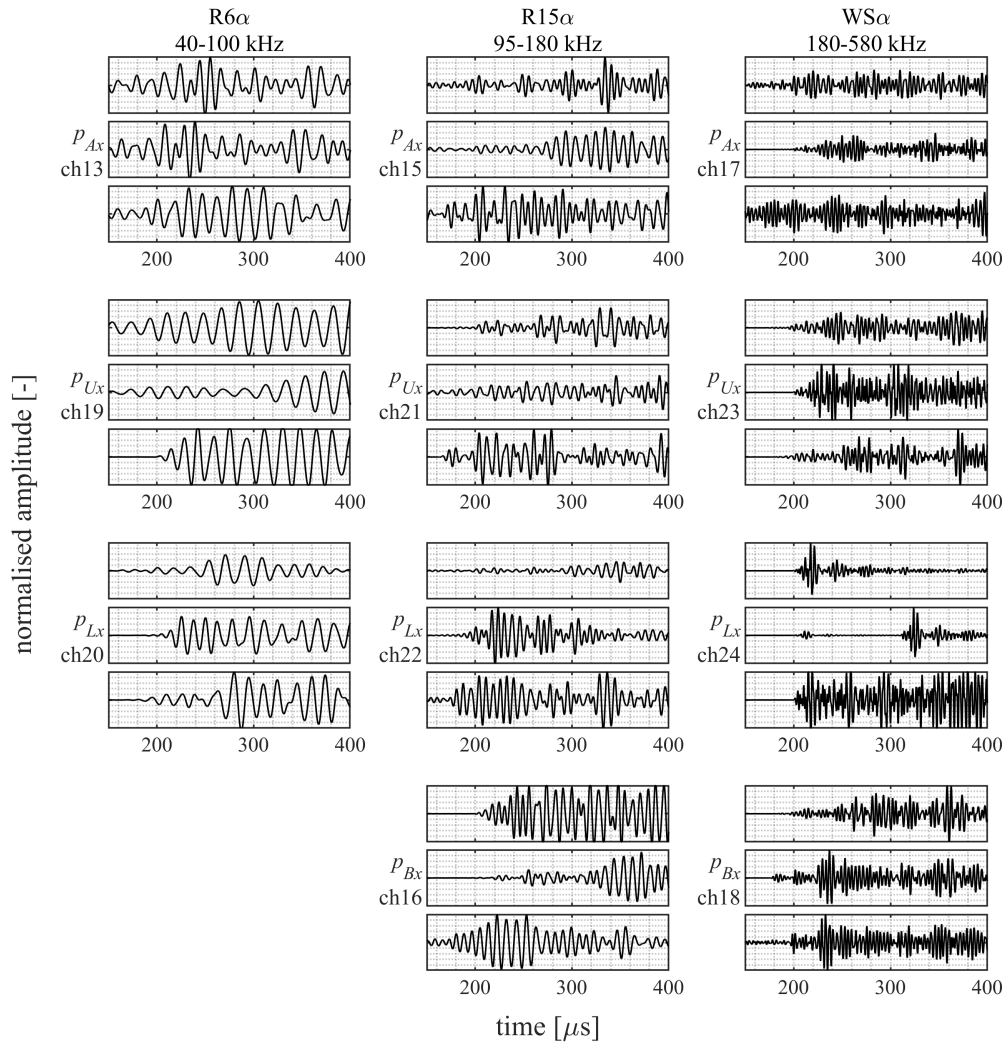 R6α R15α WSα
40-100 kHz 95-180 kHz 180-580 kHz
p_Ax p_Ax p_Ax
ch13 ch15 ch17
200 300 400 200 300 400 200 300 400
p_Ux p_Ux p_Ux
ch19 ch21 ch23
200 300 400 200 300 400 200 300 400
normalised amplitude [-]
p_Lx p_Lx p_Lx
ch20 ch22 ch24
200 300 400 200 300 400 200 300 400
p_Bx p_Bx
ch16 ch18
200 300 400 200 300 400
time [μs]